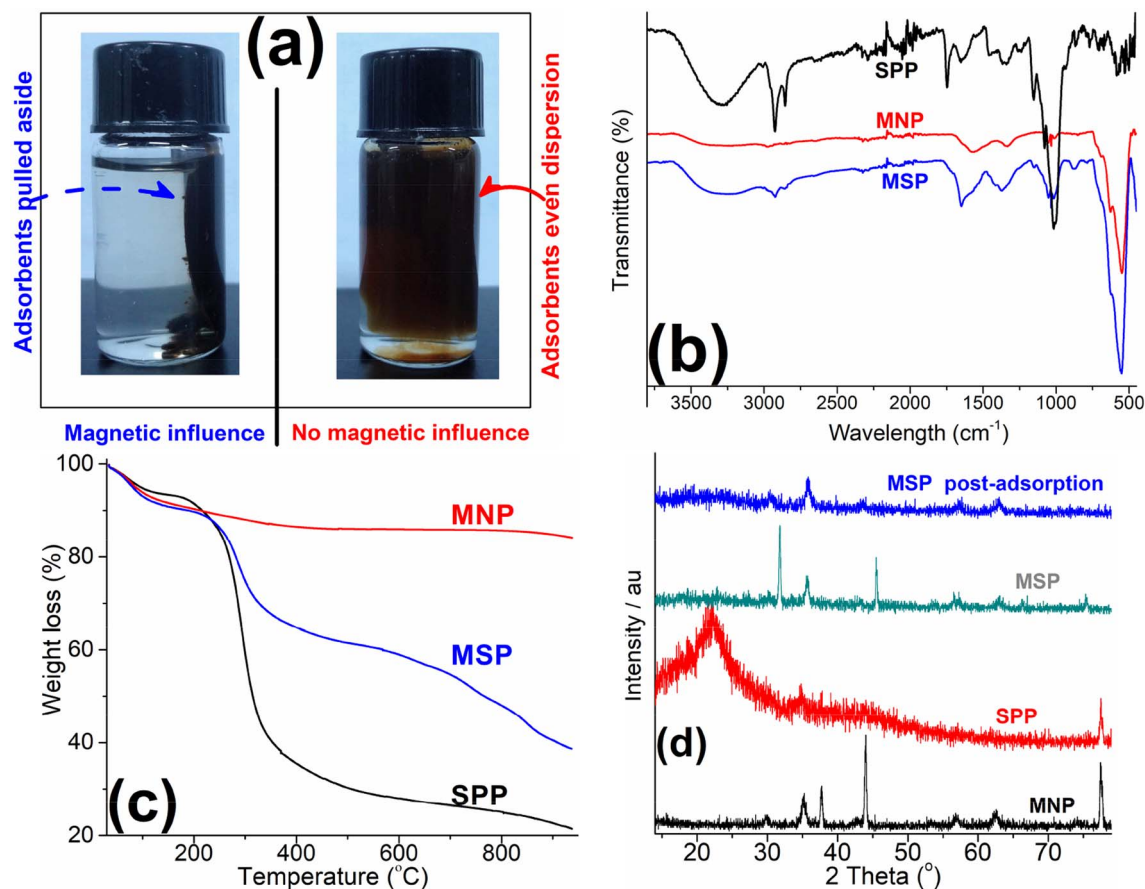 (a)
Adsorbents pulled aside
Adsorbents even dispersion
Magnetic influence
No magnetic influence
(b)
SPP
MNP
MSP
Transmittance (%)
3500 3000 2500 2000 1500 1000 500
Wavelength (cm⁻¹)
(c)
100
80
60
40
20
Weight loss (%)
MNP
MSP
SPP
200 400 600 800
Temperature (°C)
(d)
MSP post-adsorption
MSP
SPP
MNP
Intensity / au
20 30 40 50 60 70
2 Theta (°)